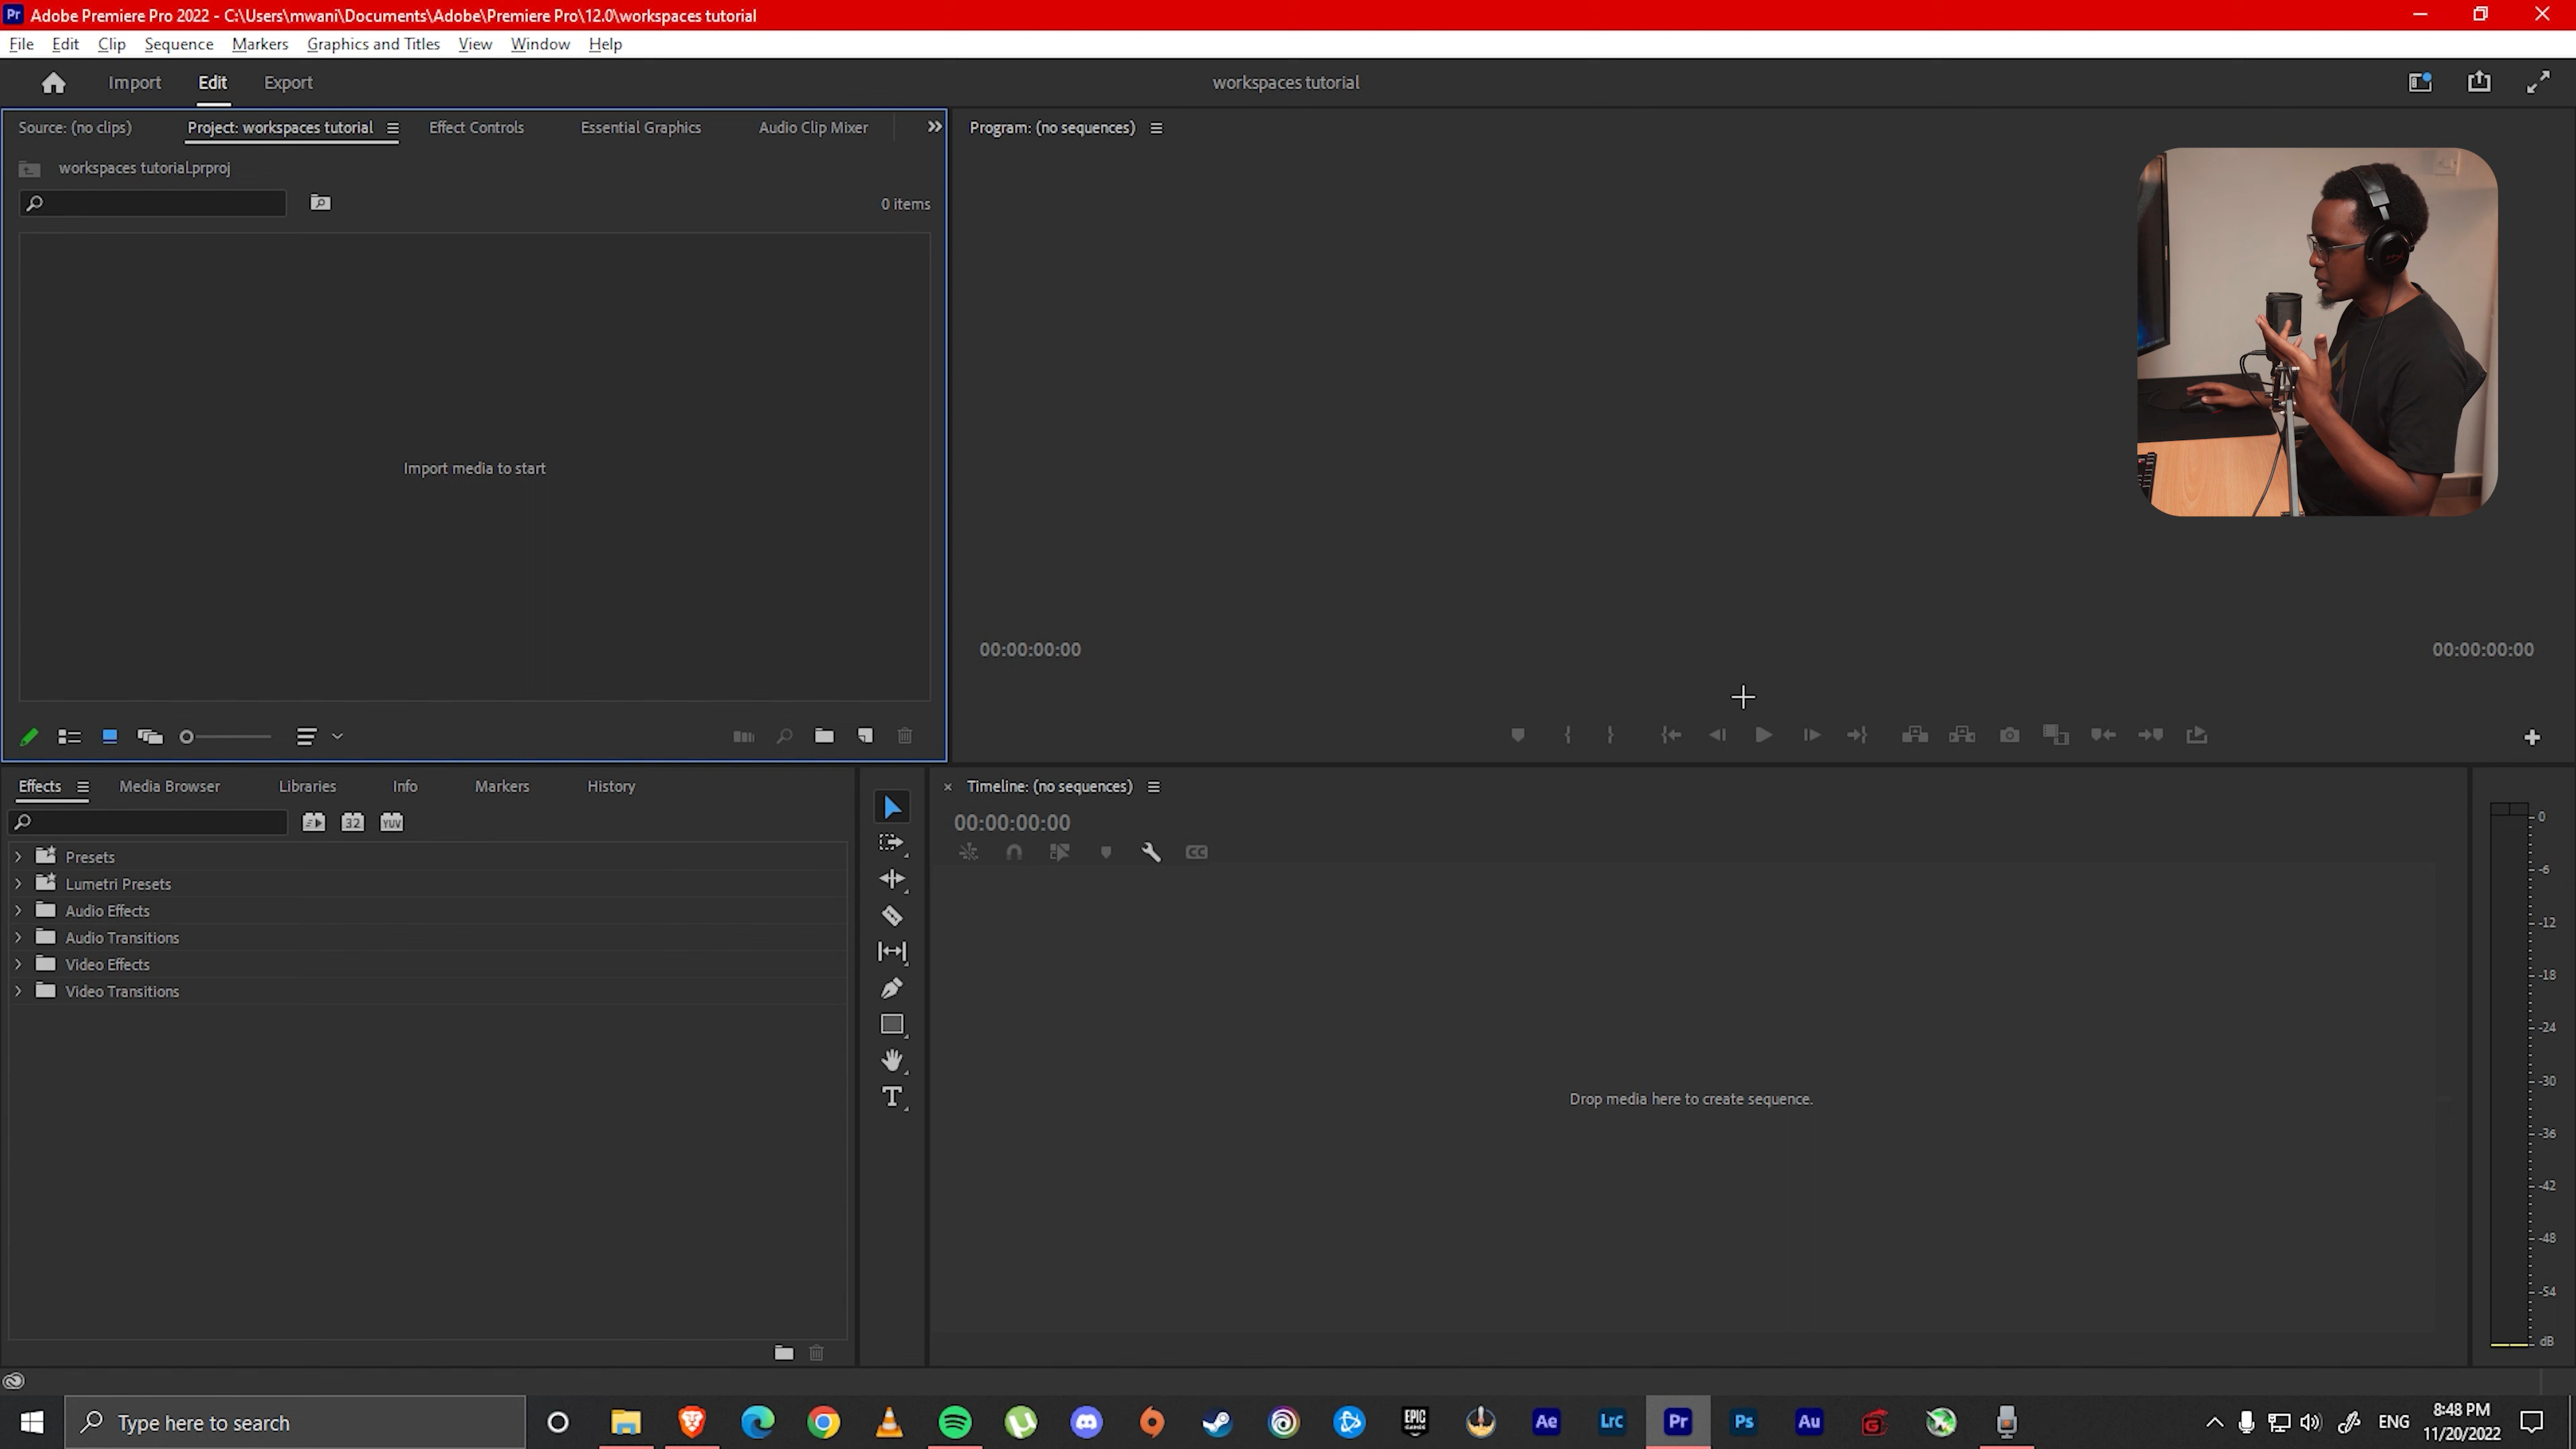 Pr Adobe Premiere Pro 2022 - C:\Users\mwani\Documents\Adobe\Premiere Pro\12.0\workspaces tutorial
File Edit Clip Sequence Markers Graphics and Titles View Window Help
Import Edit Export
workspaces tutorial
Source: (no clips) Project: workspaces tutorial Effect Controls Essential Graphics Audio Clip Mixer
Program: (no sequences)
workspaces tutorial.prproj
0 items
Import media to start
00:00:00:00
00:00:00:00
Effects Media Browser Libraries Info Markers History
32 YUV
Presets
Lumetri Presets
Audio Effects
Audio Transitions
Video Effects
Video Transitions
T
Timeline: (no sequences)
00:00:00:00
CC
Drop media here to create sequence.
0
-6
-12
-18
-24
-30
-36
-42
-48
-54
dB
Type here to search
EPIC GAMES
Ae
Lrc
Pr
Ps
Au
ENG
8:48 PM
11/20/2022